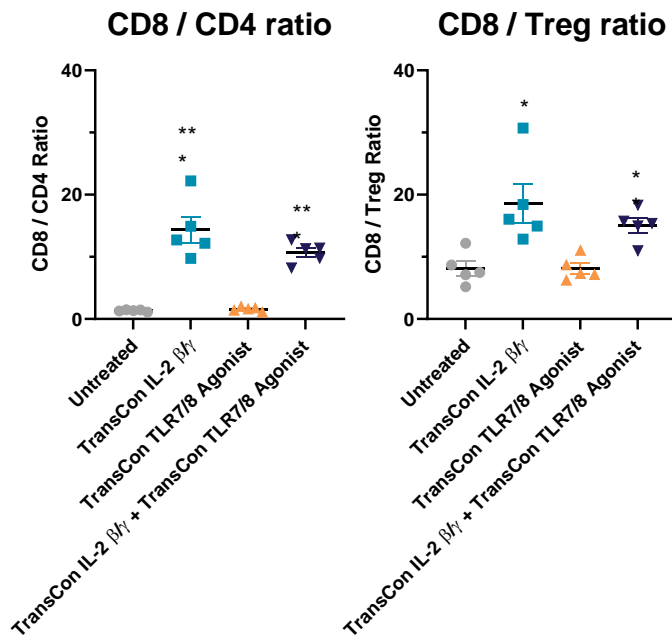 CD8 / CD4 ratio
CD8 / CD4 Ratio
40
20
0
**
*
**
*
Untreated
TransCon IL-2 β/γ
TransCon TLR7/8 Agonist
TransCon IL-2 β/γ + TransCon TLR7/8 Agonist
CD8 / Treg ratio
CD8 / Treg Ratio
40
20
0
*
*
*
Untreated
TransCon IL-2 β/γ
TransCon TLR7/8 Agonist
TransCon IL-2 β/γ + TransCon TLR7/8 Agonist